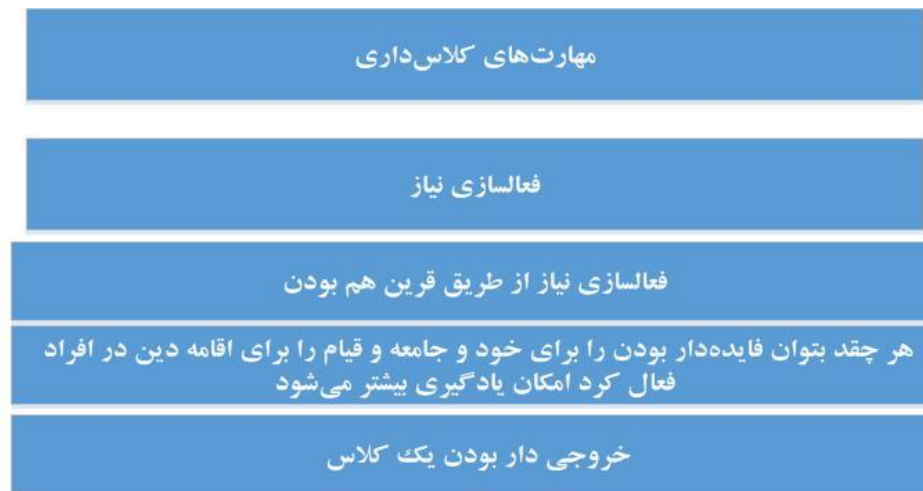 مهارت‌های کلاس‌داری
فعالسازی نیاز
فعالسازی نیاز از طریق قرین هم بودن
هر چقد بتوان فایده‌دار بودن را برای خود و جامعه و قیام را برای اقامه دین در افراد
فعال کرد امکان یادگیری بیشتر می‌شود
خروجی دار بودن یک کلاس